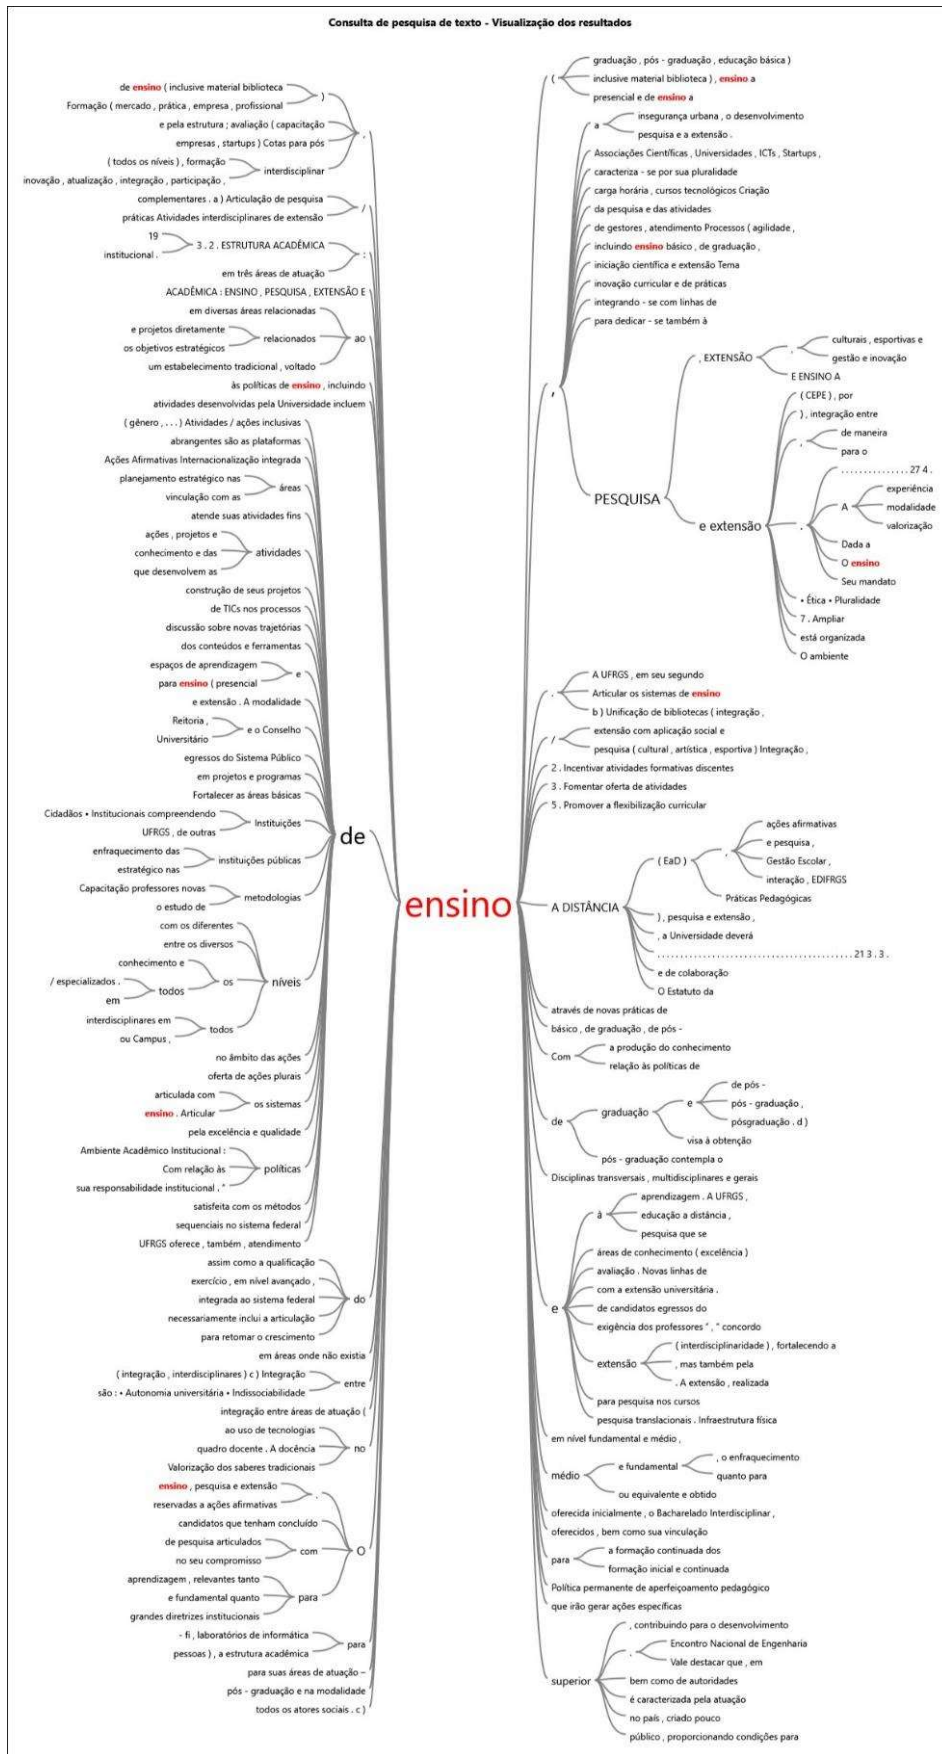 Consulta de pesquisa de texto - Visualização dos resultados
de ensino ( inclusive material biblioteca
Formação ( mercado , prática , empresa , profissional
)
e pela estrutura ; avaliação ( capacitação
empresas , startups ) Cotas para pós
( todos os níveis ) , formação
inovação , atualização , integração , participação ,
interdisciplinar
,
complementares . a ) Articulação de pesquisa
práticas Atividades interdisciplinares de extensão
/
19
institucional .
3 . 2 . ESTRUTURA ACADÊMICA
em três áreas de atuação
:
ACADÊMICA : ENSINO , PESQUISA , EXTENSÃO E
em diversas áreas relacionadas
e projetos diretamente
os objetivos estratégicos
relacionados
um estabelecimento tradicional , voltado
ao
às políticas de ensino , incluindo
atividades desenvolvidas pela Universidade incluem
( gênero , . . . ) Atividades / ações inclusivas
abrangentes são as plataformas
Ações Afirmativas Internacionalização integrada
planejamento estratégico nas
vinculação com as
áreas
atende suas atividades fins
ações , projetos e
conhecimento e das
que desenvolvem as
atividades
construção de seus projetos
de TICs nos processos
discussão sobre novas trajetórias
dos conteúdos e ferramentas
espaços de aprendizagem
para ensino ( presencial
e
e extensão . A modalidade
Reitoria ,
Universitário
e o Conselho
egressos do Sistema Público
em projetos e programas
Fortalecer as áreas básicas
Cidadãos • Institucionais compreendendo
UFRGS , de outras
Instituições
enfraquecimento das
estratégico nas
instituições públicas
Capacitação professores novas
o estudo de
metodologias
de
com os diferentes
entre os diversos
conhecimento e
/ especializados .
em
todos
os
interdisciplinares em
ou Campus ,
todos
níveis
no âmbito das ações
oferta de ações plurais
articulada com
ensino . Articular
os sistemas
pela excelência e qualidade
Ambiente Acadêmico Institucional :
Com relação às
sua responsabilidade institucional , "
políticas
satisfeita com os métodos
sequenciais no sistema federal
UFRGS oferece , também , atendimento
assim como a qualificação
exercício , em nível avançado ,
integrada ao sistema federal
necessariamente inclui a articulação
para retomar o crescimento
do
em áreas onde não existia
( integração , interdisciplinares ) c ) Integração
são : • Autonomia universitária • Indissociabilidade
entre
integração entre áreas de atuação (
ao uso de tecnologias
quadro docente . A docência
Valorização dos saberes tradicionais
no
ensino , pesquisa e extensão
reservadas a ações afirmativas
.
candidatos que tenham concluído
de pesquisa articulados
no seu compromisso
com
aprendizagem , relevantes tanto
e fundamental quanto
grandes diretrizes institucionais
para
O
- fi , laboratórios de informática
pessoas ) , a estrutura acadêmica
para
para suas áreas de atuação –
pós - graduação e na modalidade
todos os atores sociais . c )
ensino
(
graduação , pós - graduação , educação básica )
inclusive material biblioteca ) , ensino a
presencial e de ensino a
,
a
insegurança urbana , o desenvolvimento
pesquisa e a extensão .
Associações Científicas , Universidades , ICTs , Startups ,
caracteriza - se por sua pluralidade
carga horária , cursos tecnológicos Criação
da pesquisa e das atividades
de gestores , atendimento Processos ( agilidade ,
incluindo ensino básico , de graduação ,
iniciação científica e extensão Tema
inovação curricular e de práticas
integrando - se com linhas de
para dedicar - se também à
PESQUISA
, EXTENSÃO
,
culturais , esportivas e
gestão e inovação
E ENSINO A
e extensão
( CEPE ) , por
) , integração entre
,
de maneira
para o
.
. . . . . . . . . . . . . . . 27 4 .
A
experiência
modalidade
valorização
Dada a
O ensino
Seu mandato
• Ética • Pluralidade
7 . Ampliar
está organizada
O ambiente
.
A UFRGS , em seu segundo
Articular os sistemas de ensino
b ) Unificação de bibliotecas ( integração ,
/
extensão com aplicação social e
pesquisa ( cultural , artística , esportiva ) Integração ,
2 . Incentivar atividades formativas discentes
3 . Fomentar oferta de atividades
5 . Promover a flexibilização curricular
A DISTÂNCIA
( EaD )
,
ações afirmativas
e pesquisa ,
Gestão Escolar ,
interação , EDIFRGS
Práticas Pedagógicas
) , pesquisa e extensão ,
, a Universidade deverá
. . . . . . . . . . . . . . . . . . . . . . . . . . . . . . . . . . . . . . . . . . 21 3 . 3 .
e de colaboração
O Estatuto da
através de novas práticas de
básico , de graduação , de pós -
Com
a produção do conhecimento
relação às políticas de
de
graduação
e
de pós -
pós - graduação ,
pósgraduação . d )
visa à obtenção
pós - graduação contempla o
Disciplinas transversais , multidisciplinares e gerais
e
à
aprendizagem . A UFRGS ,
educação a distância ,
pesquisa que se
áreas de conhecimento ( excelência )
avaliação . Novas linhas de
com a extensão universitária .
de candidatos egressos do
exigência dos professores " , " concordo
extensão
( interdisciplinaridade ) , fortalecendo a
, mas também pela
. A extensão , realizada
para pesquisa nos cursos
pesquisa translacionais . Infraestrutura física
em nível fundamental e médio ,
médio
e fundamental
, o enfraquecimento
quanto para
ou equivalente e obtido
oferecida inicialmente , o Bacharelado Interdisciplinar ,
oferecidos , bem como sua vinculação
para
a formação continuada dos
formação inicial e continuada
Política permanente de aperfeiçoamento pedagógico
que irão gerar ações específicas
superior
, contribuindo para o desenvolvimento
.
Encontro Nacional de Engenharia
Vale destacar que , em
bem como de autoridades
é caracterizada pela atuação
no país , criado pouco
público , proporcionando condições para